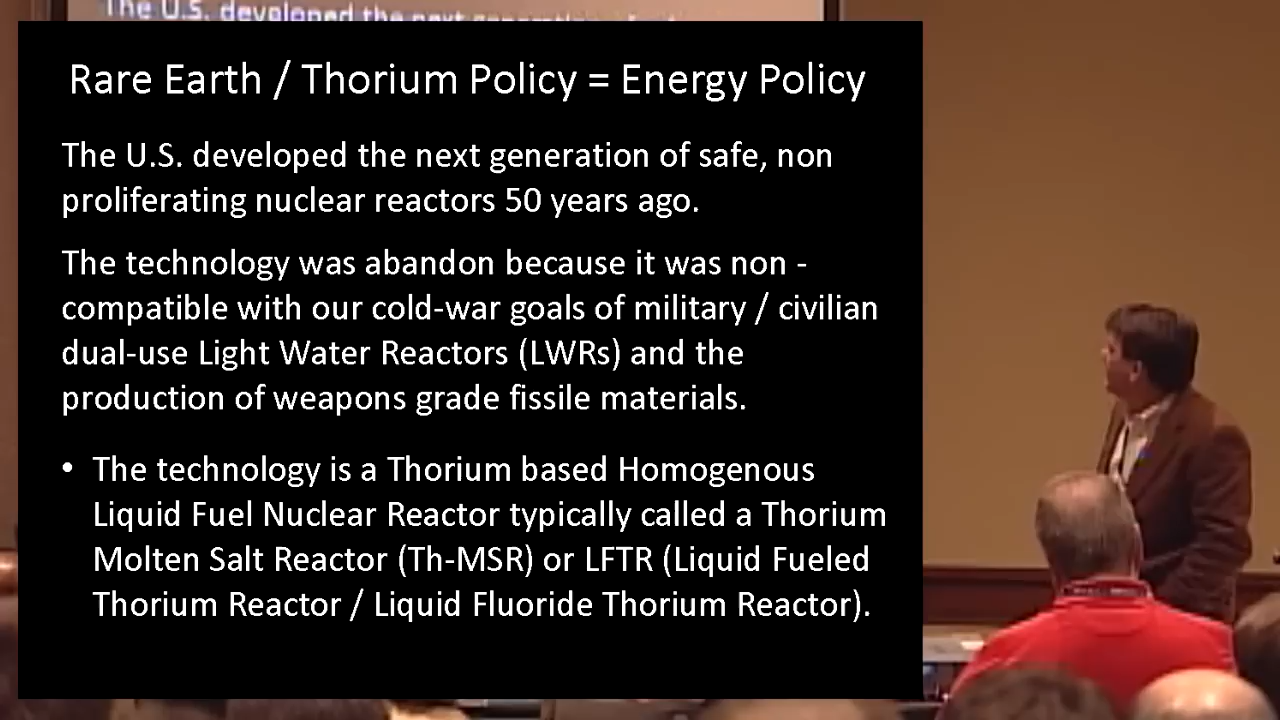 The U.S. developed the next generation of
Rare Earth / Thorium Policy = Energy Policy
The U.S. developed the next generation of safe, non
proliferating nuclear reactors 50 years ago.
The technology was abandon because it was non -
compatible with our cold-war goals of military / civilian
dual-use Light Water Reactors (LWRs) and the
production of weapons grade fissile materials.
• The technology is a Thorium based Homogenous
Liquid Fuel Nuclear Reactor typically called a Thorium
Molten Salt Reactor (Th-MSR) or LFTR (Liquid Fueled
Thorium Reactor / Liquid Fluoride Thorium Reactor).